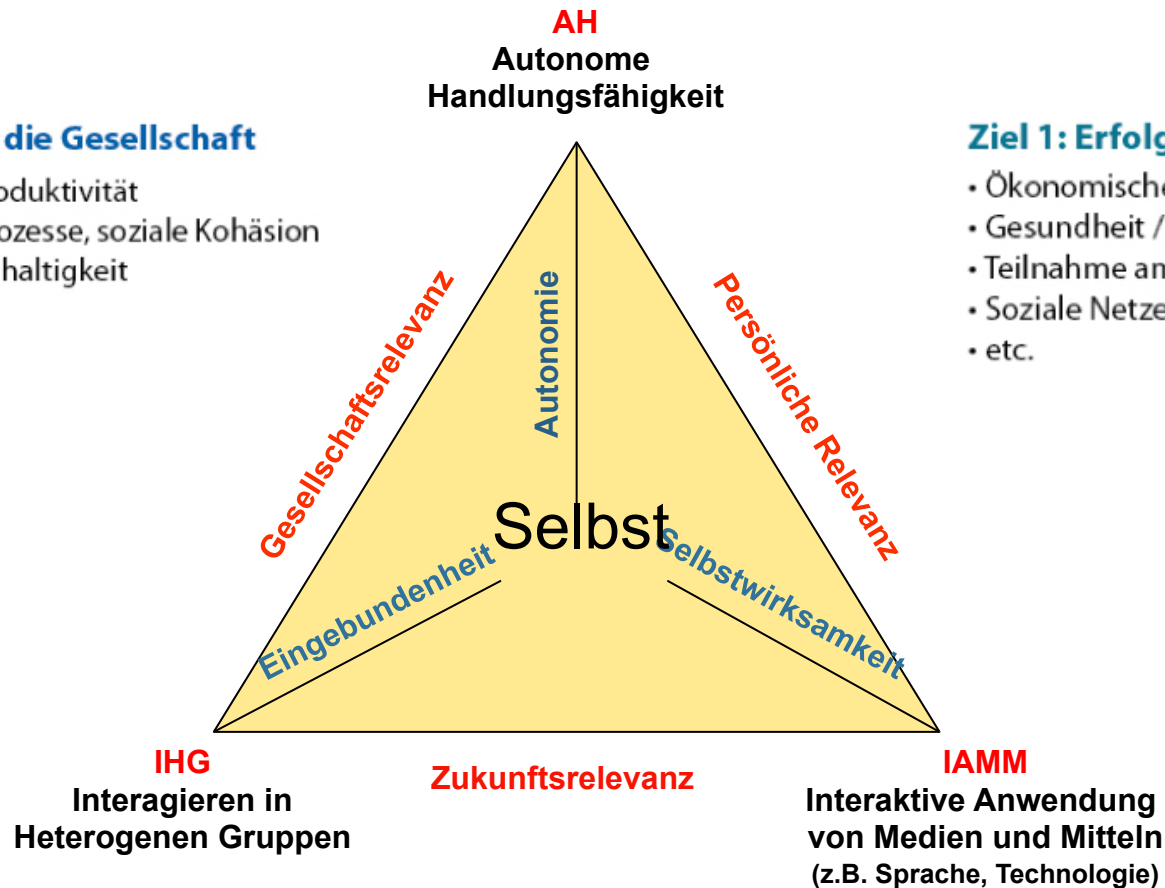 AH
Autonome
Handlungsfähigkeit
die Gesellschaft
oduktivität
ozesse, soziale Kohäsion
haltigkeit
Ziel 1: Erfolg
• Ökonomische
• Gesundheit /
• Teilnahme am
• Soziale Netze
• etc.
Gesellschaftsrelevanz
Autonomie
Persönliche Relevanz
Selbst
Eingebundenheit
Selbstwirksamkeit
IHG
Interagieren in
Heterogenen Gruppen
Zukunftsrelevanz
IAMM
Interaktive Anwendung
von Medien und Mitteln
(z.B. Sprache, Technologie)